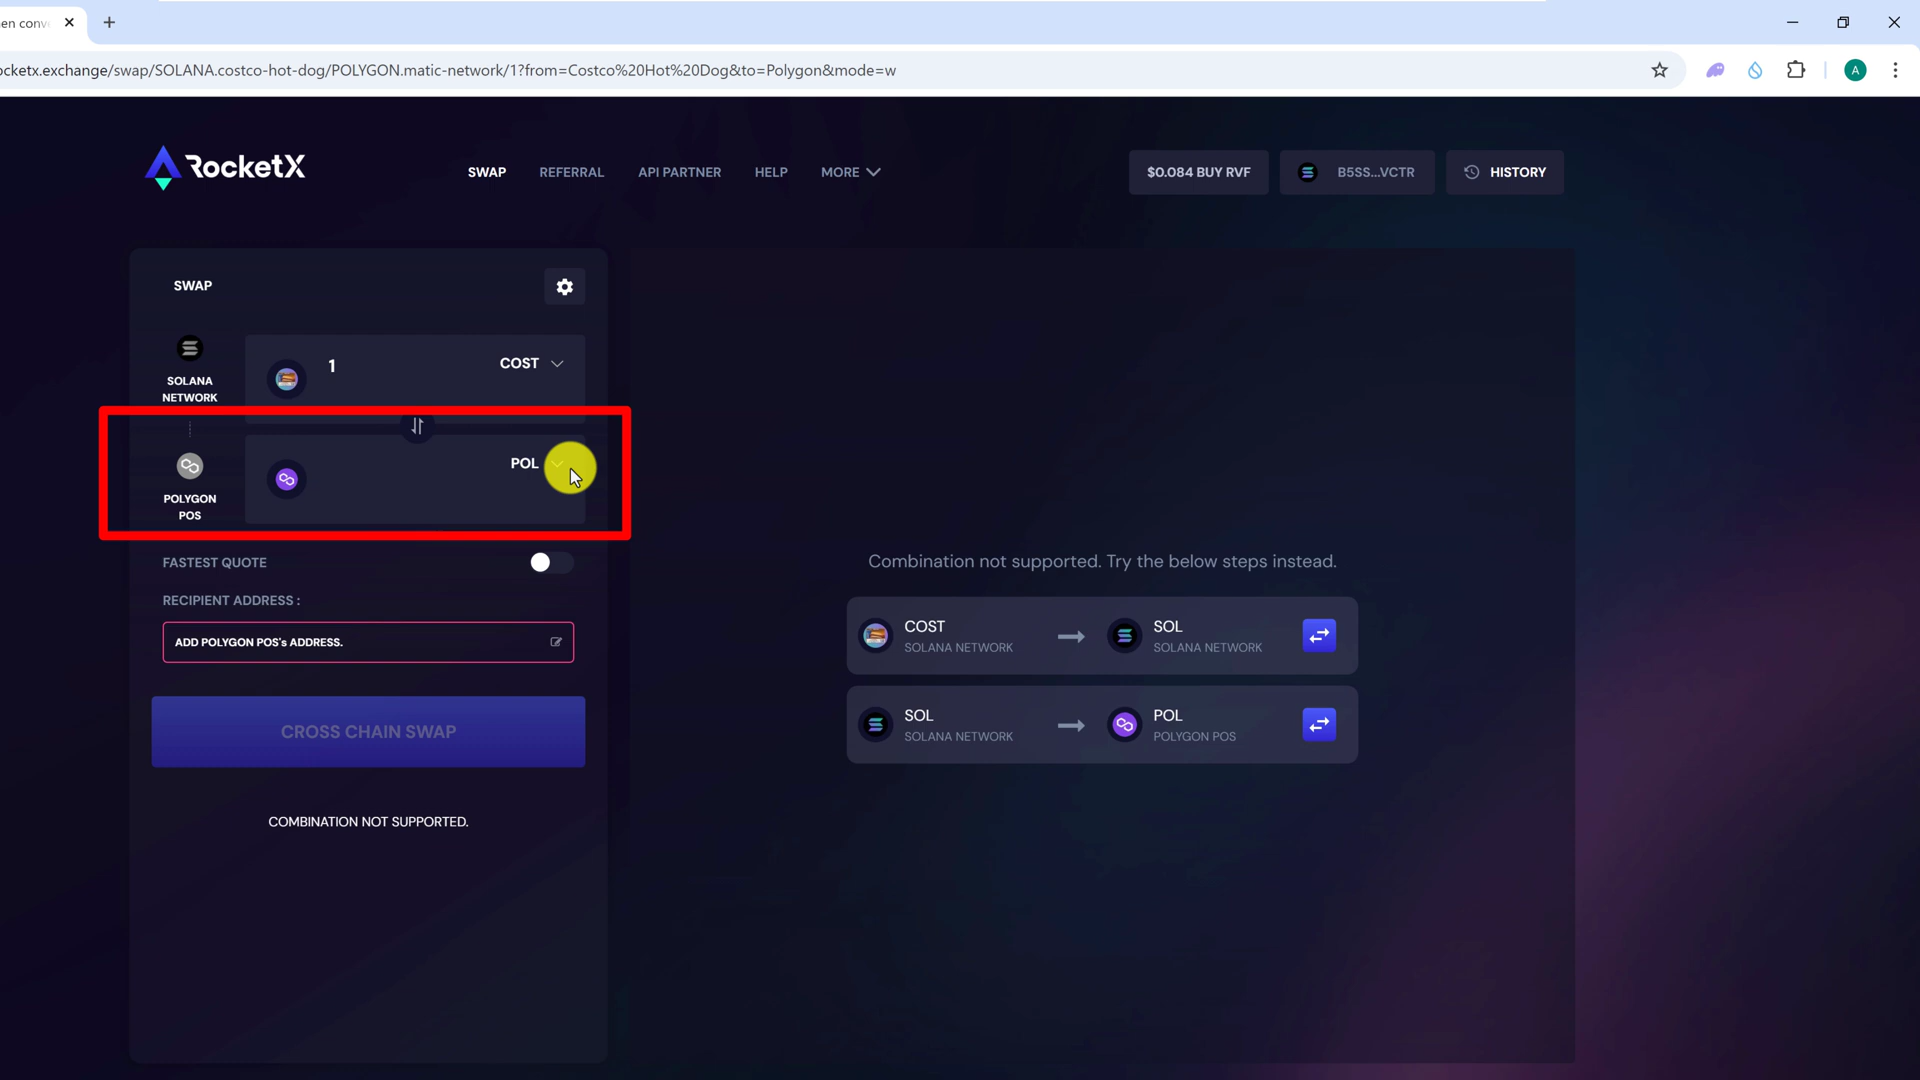 en conv
ocketx.exchange/swap/SOLANA.costco-hot-dog/POLYGON.matic-network/1?from=Costco%20Hot%20Dog&to=Polygon&mode=w
A
RocketX
SWAP
REFERRAL
API PARTNER
HELP
MORE
$0.084 BUY RVF
B5SS...VCTR
HISTORY
SWAP
SOLANA
NETWORK
1
COST
POLYGON
POS
POL
FASTEST QUOTE
RECIPIENT ADDRESS :
ADD POLYGON POS's ADDRESS.
CROSS CHAIN SWAP
COMBINATION NOT SUPPORTED.
Combination not supported. Try the below steps instead.
COST
SOLANA NETWORK
SOL
SOLANA NETWORK
SOL
SOLANA NETWORK
POL
POLYGON POS